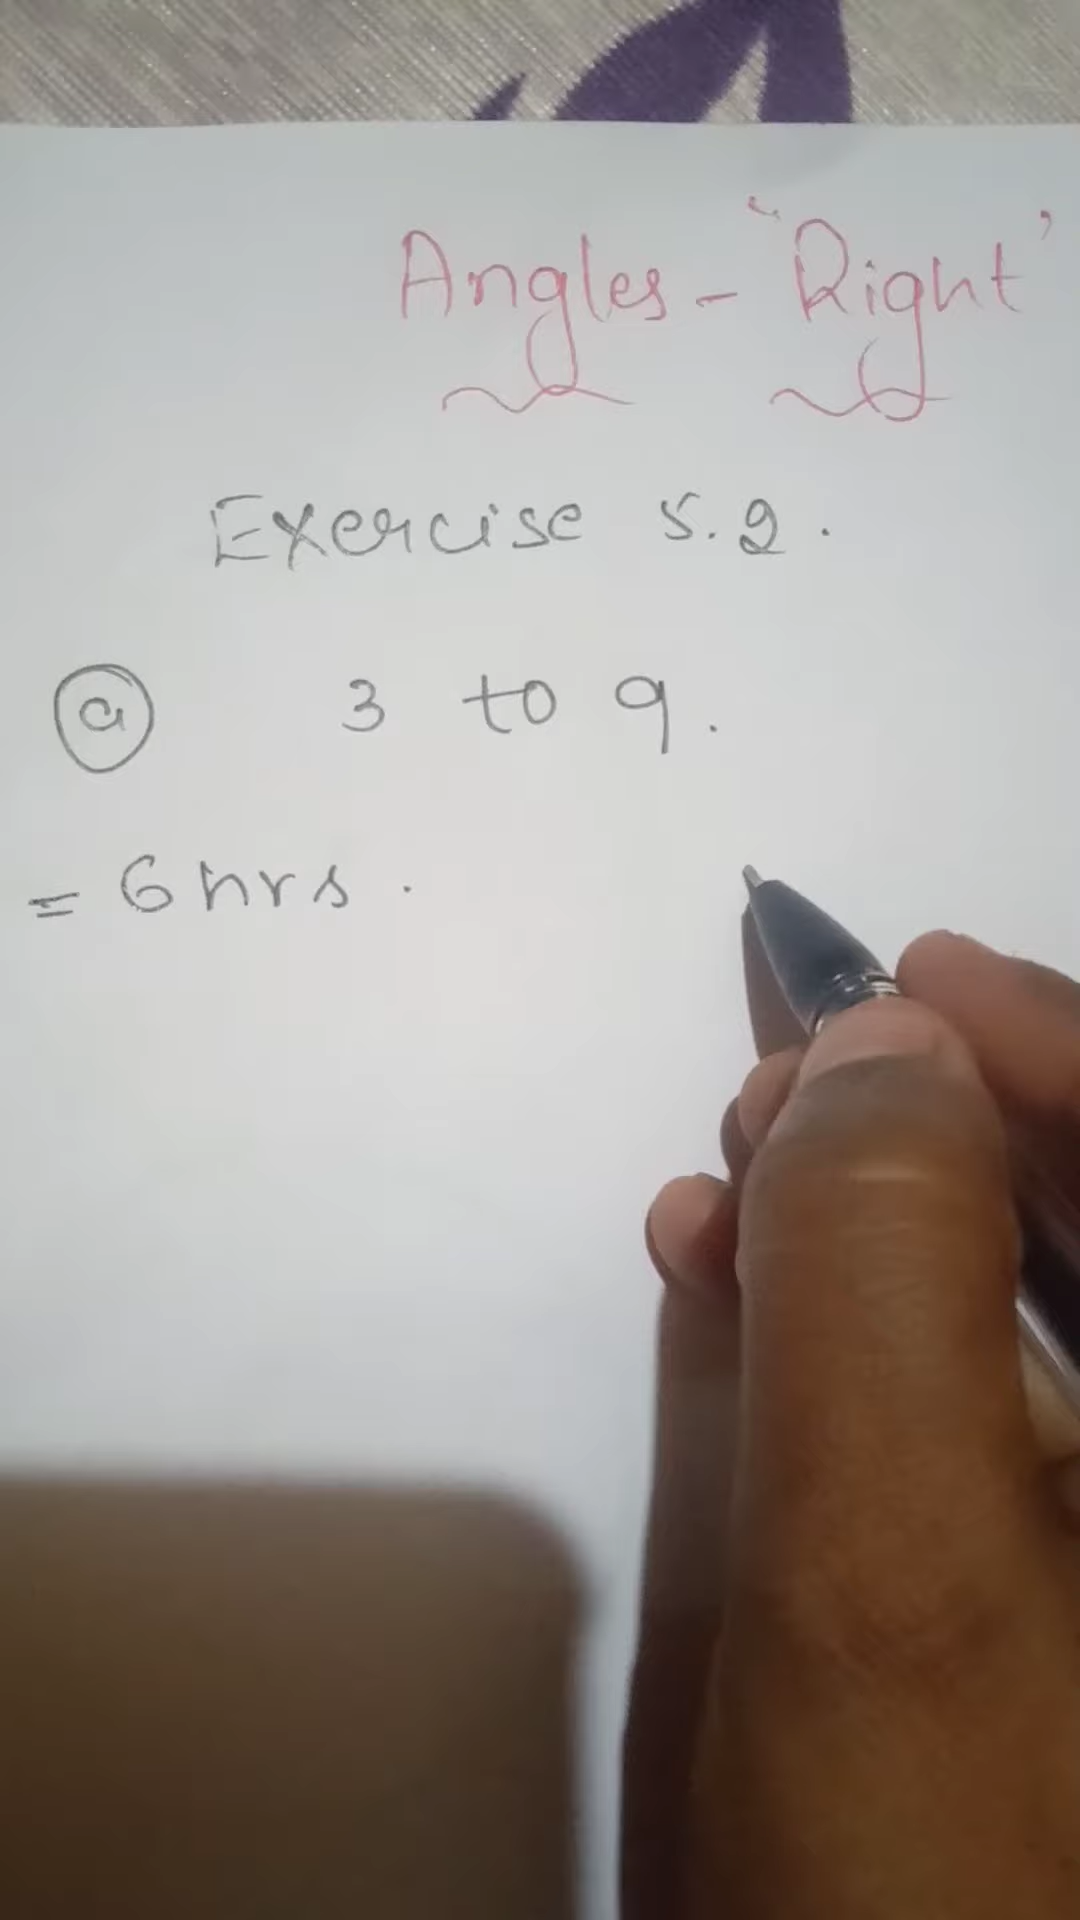 Angles - "Right"
Exercise 5.2.
a 3 to 9.
= 6 hrs.